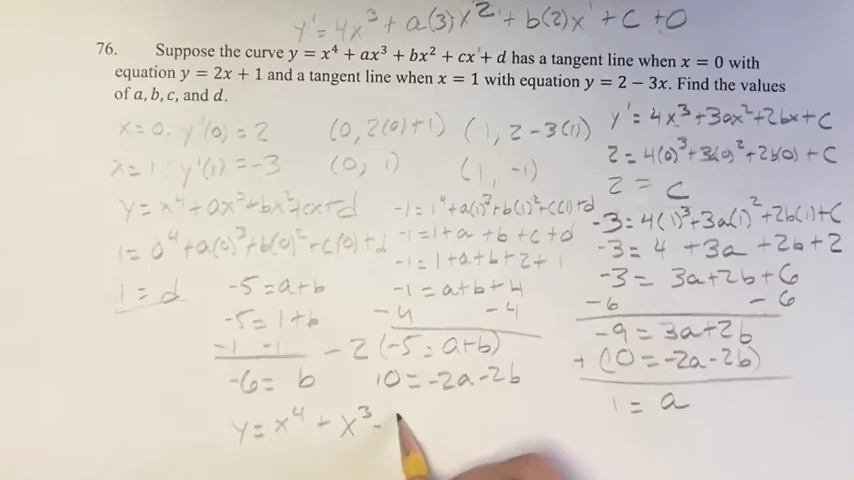 y' = 4x³ + a(3)x² + b(2)x' + c + 0
76. Suppose the curve y = x⁴ + ax³ + bx² + cx' + d has a tangent line when x = 0 with
equation y = 2x + 1 and a tangent line when x = 1 with equation y = 2 − 3x. Find the values
of a, b, c, and d.
x=0: y'(0) = 2
x=1: y'(1) = -3
y = x⁴ + ax³ + bx² + cx + d
1 = 0⁴ + a(0)³ + b(0)² + c(0) + d
1 = d
-5 = a+b
-5 = 1+b
-1 -1
-6 = b
(0, 2(0)+1) (1, 2-3(1))
(0, 1) (1, -1)
-1 = 1⁴ + a(1)³ + b(1)² + c(1) + d
-1 = 1 + a + b + c + d
-1 = 1 + a + b + 2 + 1
-1 = a + b + 4
-4 -4
-2 (-5 = a+b)
10 = -2a - 2b
y' = 4x³ + 3ax² + 2bx + c
2 = 4(0)³ + 3a(0)² + 2b(0) + c
2 = c
-3 = 4(1)³ + 3a(1)² + 2b(1) + c
-3 = 4 + 3a + 2b + 2
-3 = 3a + 2b + 6
-6 -6
-9 = 3a + 2b
+ (10 = -2a - 2b)
1 = a
y = x⁴ + x³ -